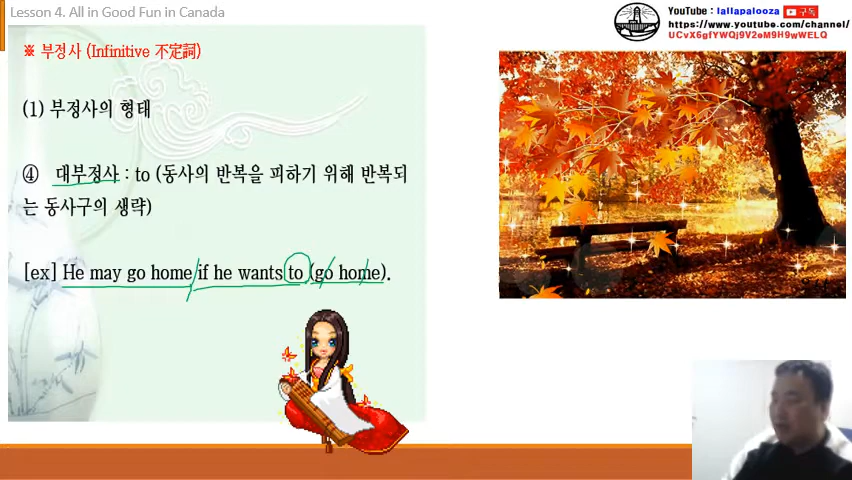 Lesson 4. All in Good Fun in Canada
YouTube : lallapalooza 구독
https://www.youtube.com/channel/
UCvX6gfYWQj9V2eM9H9wWELQ
※ 부정사 (Infinitive 不定詞)
(1) 부정사의 형태
④ 대부정사 : to (동사의 반복을 피하기 위해 반복되
는 동사구의 생략)
[ex] He may go home if he wants to (go home).